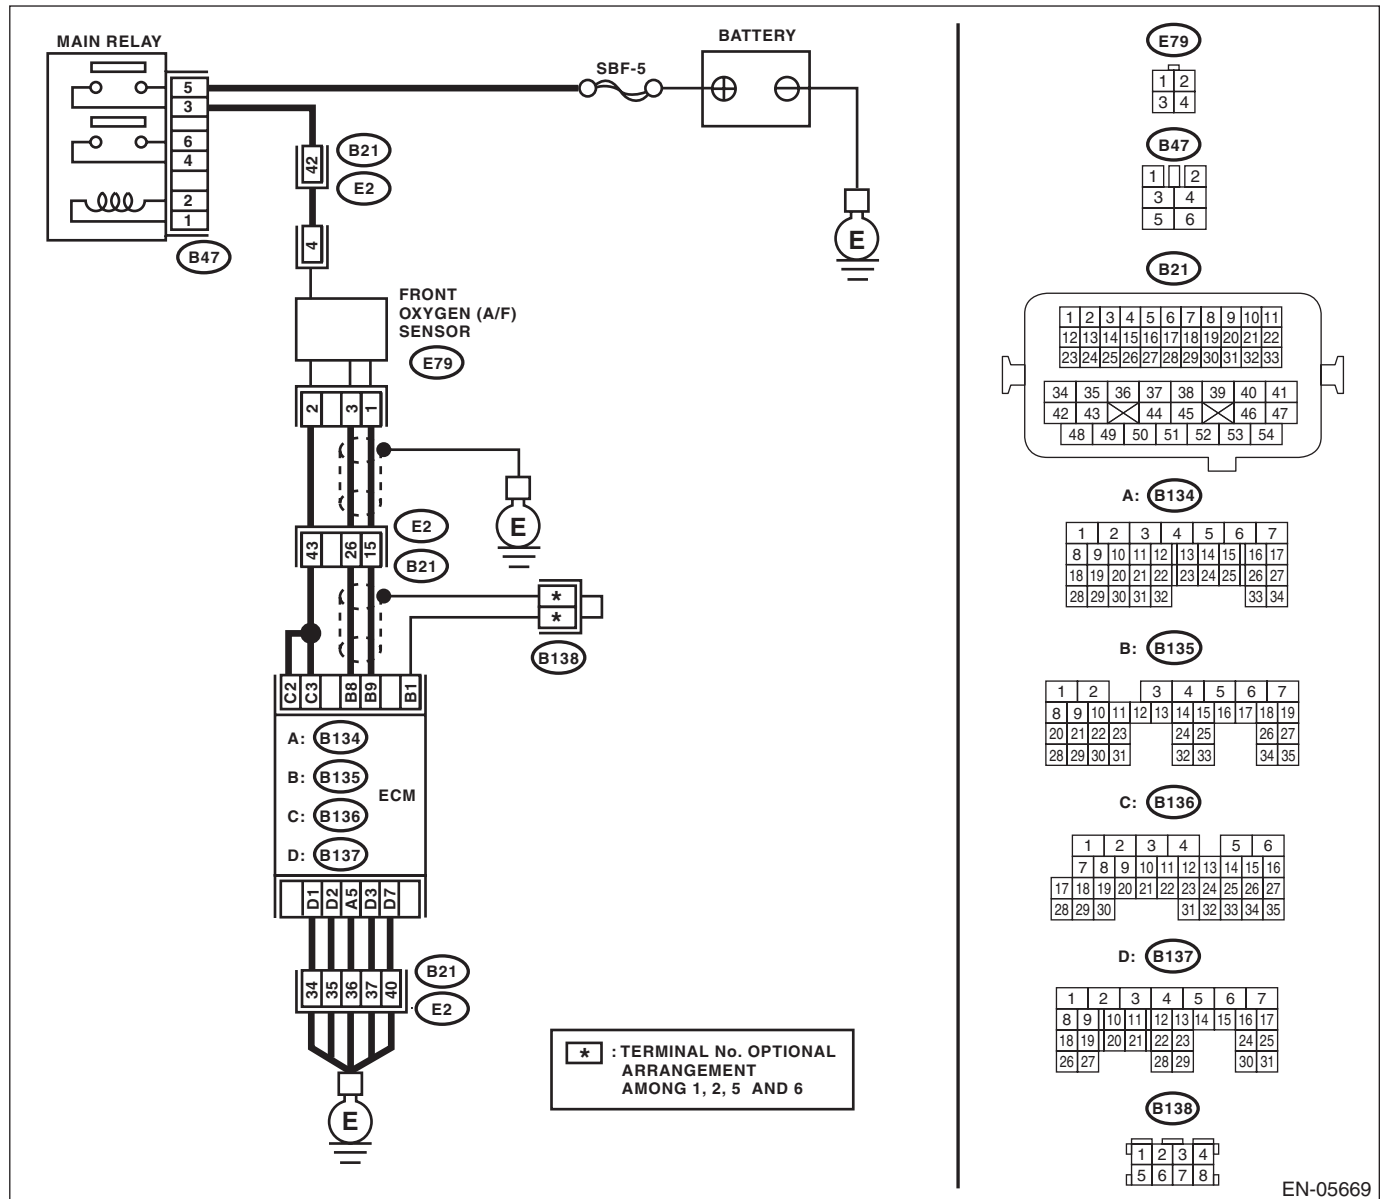 MAIN RELAY
5
3
6
4
2
1
B47
SBF-5
BATTERY
E
42
B21
E2
4
FRONT
OXYGEN (A/F)
SENSOR
E79
2 3 1
E
43 26 15
E2
B21
*
*
B138
C2 C3 B8 B9 B1
A: B134
B: B135
C: B136
D: B137
ECM
D1 D2 A5 D3 D7
34 35 36 37 40
B21
E2
E
* : TERMINAL No. OPTIONAL
ARRANGEMENT
AMONG 1, 2, 5 AND 6
E79
1 2
3 4
B47
1 2
3 4
5 6
B21
1 2 3 4 5 6 7 8 9 10 11
12 13 14 15 16 17 18 19 20 21 22
23 24 25 26 27 28 29 30 31 32 33
34 35 36 37 38 39 40 41
42 43 44 45 46 47
48 49 50 51 52 53 54
A: B134
1 2 3 4 5 6 7
8 9 10 11 12 13 14 15 16 17
18 19 20 21 22 23 24 25 26 27
28 29 30 31 32 33 34
B: B135
1 2 3 4 5 6 7
8 9 10 11 12 13 14 15 16 17 18 19
20 21 22 23 24 25 26 27
28 29 30 31 32 33 34 35
C: B136
1 2 3 4 5 6
7 8 9 10 11 12 13 14 15 16
17 18 19 20 21 22 23 24 25 26 27
28 29 30 31 32 33 34 35
D: B137
1 2 3 4 5 6 7
8 9 10 11 12 13 14 15 16 17
18 19 20 21 22 23 24 25
26 27 28 29 30 31
B138
1 2 3 4
5 6 7 8
EN-05669